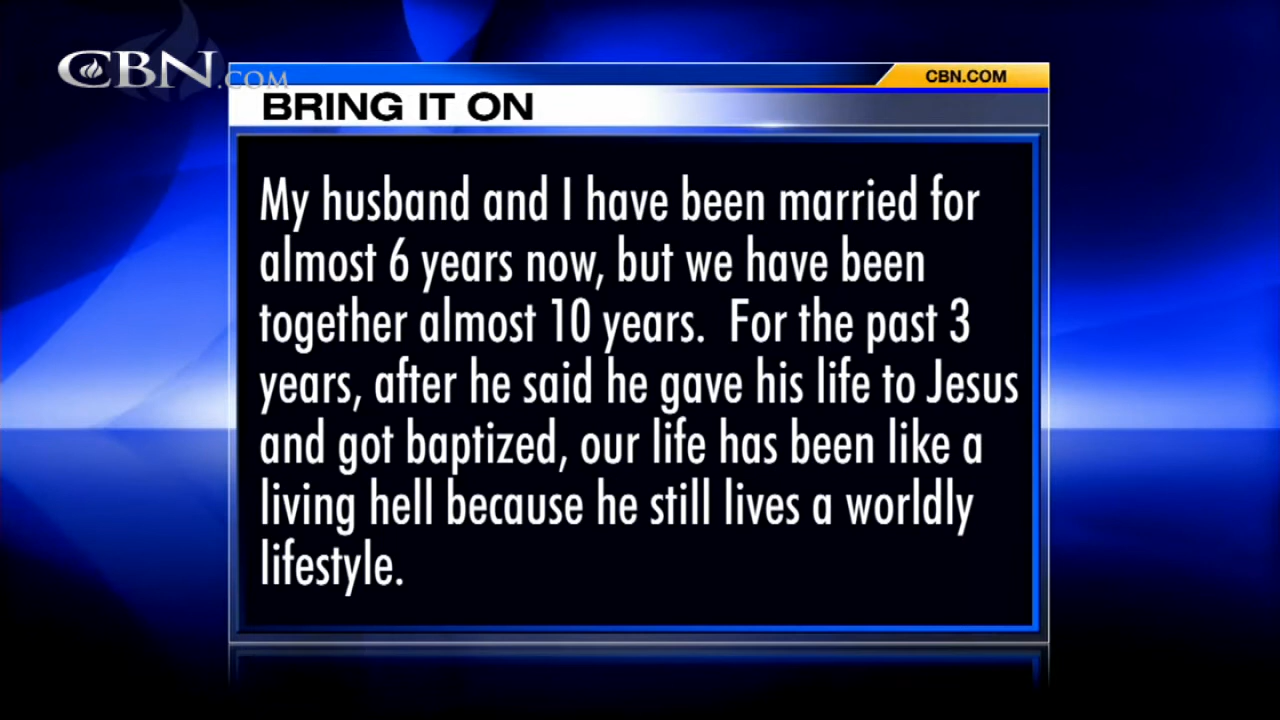 CBN.COM
CBN.COM
BRING IT ON
My husband and I have been married for
almost 6 years now, but we have been
together almost 10 years. For the past 3
years, after he said he gave his life to Jesus
and got baptized, our life has been like a
living hell because he still lives a worldly
lifestyle.